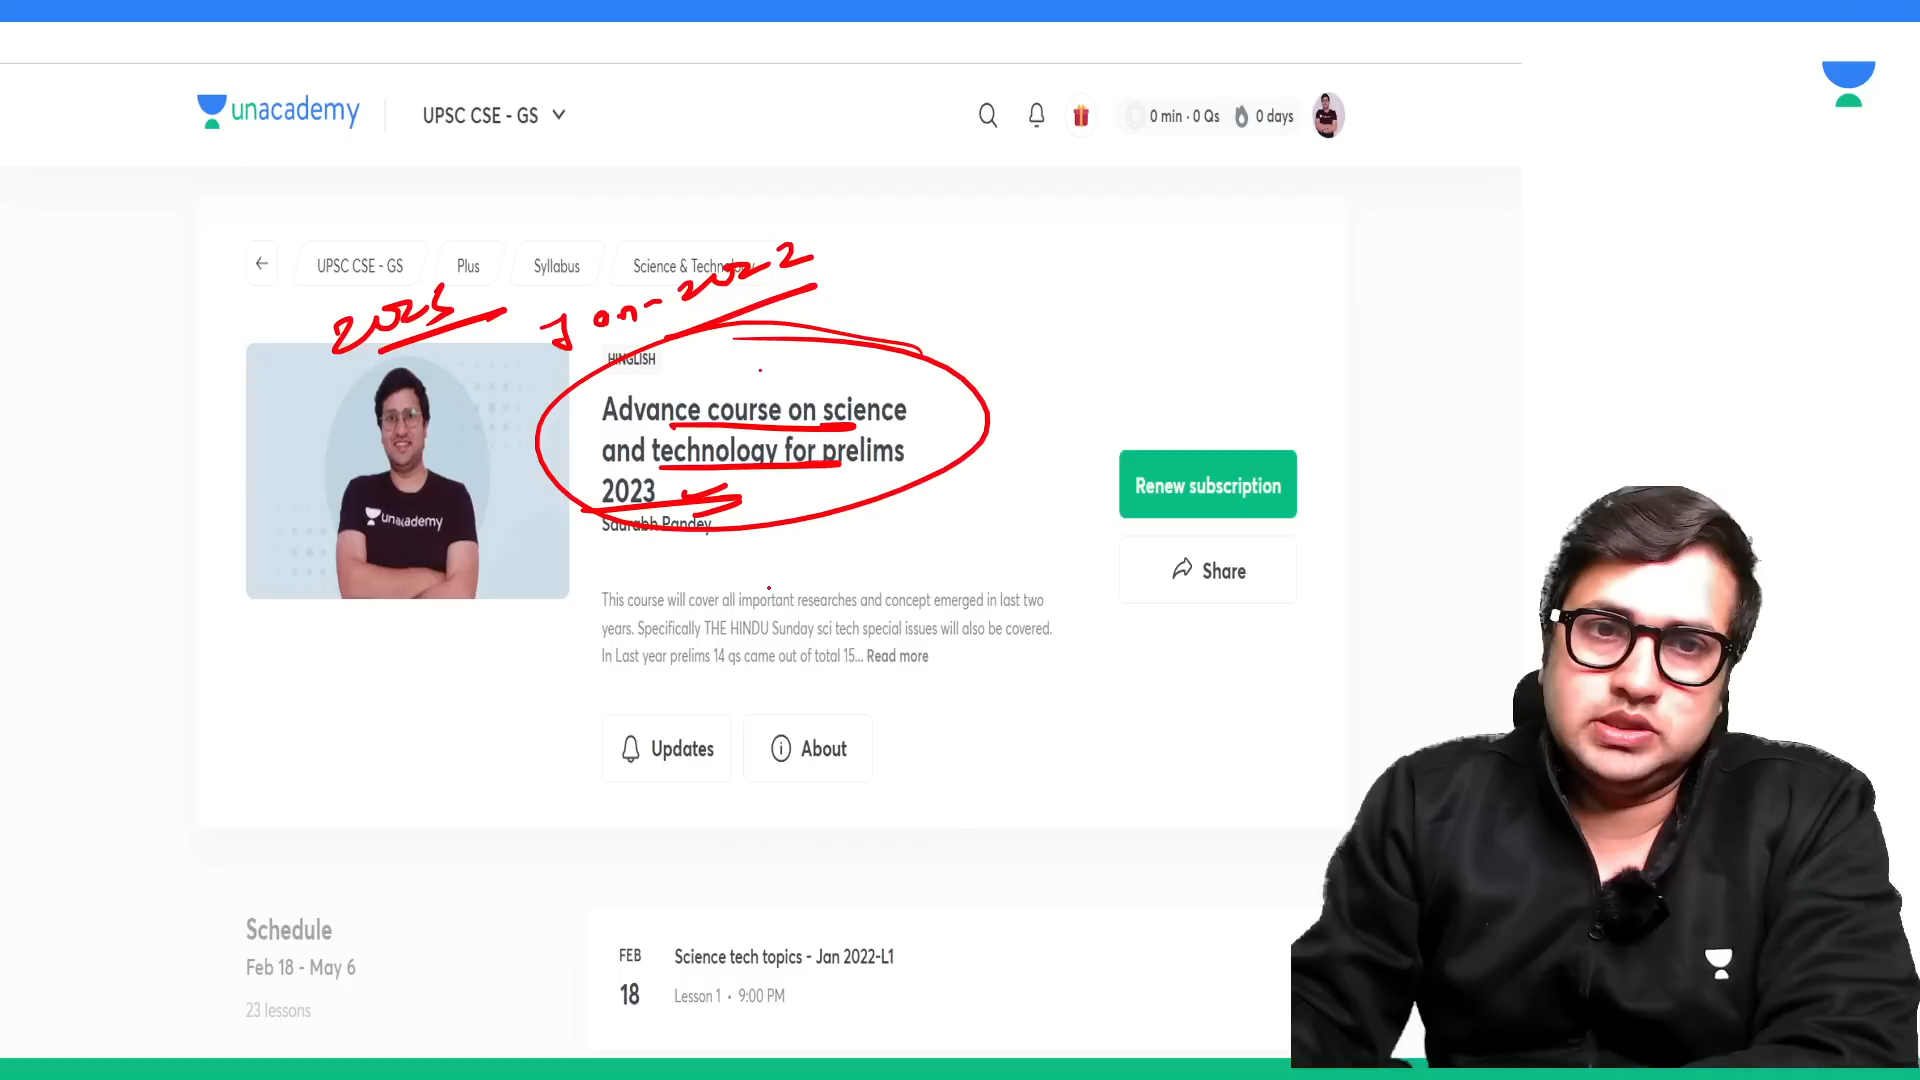 unacademy
UPSC CSE - GS
0 min · 0 Qs
0 days
UPSC CSE - GS
Plus
Syllabus
Science & Technology
2023
Jan-2022
HINGLISH
Advance course on science
and technology for prelims
2023
Saurabh Pandey
unacademy
Renew subscription
Share
This course will cover all important researches and concept emerged in last two
years. Specifically THE HINDU Sunday sci tech special issues will also be covered.
In Last year prelims 14 qs came out of total 15... Read more
Updates
About
Schedule
Feb 18 - May 6
23 lessons
FEB
18
Science tech topics - Jan 2022-L1
Lesson 1 • 9:00 PM